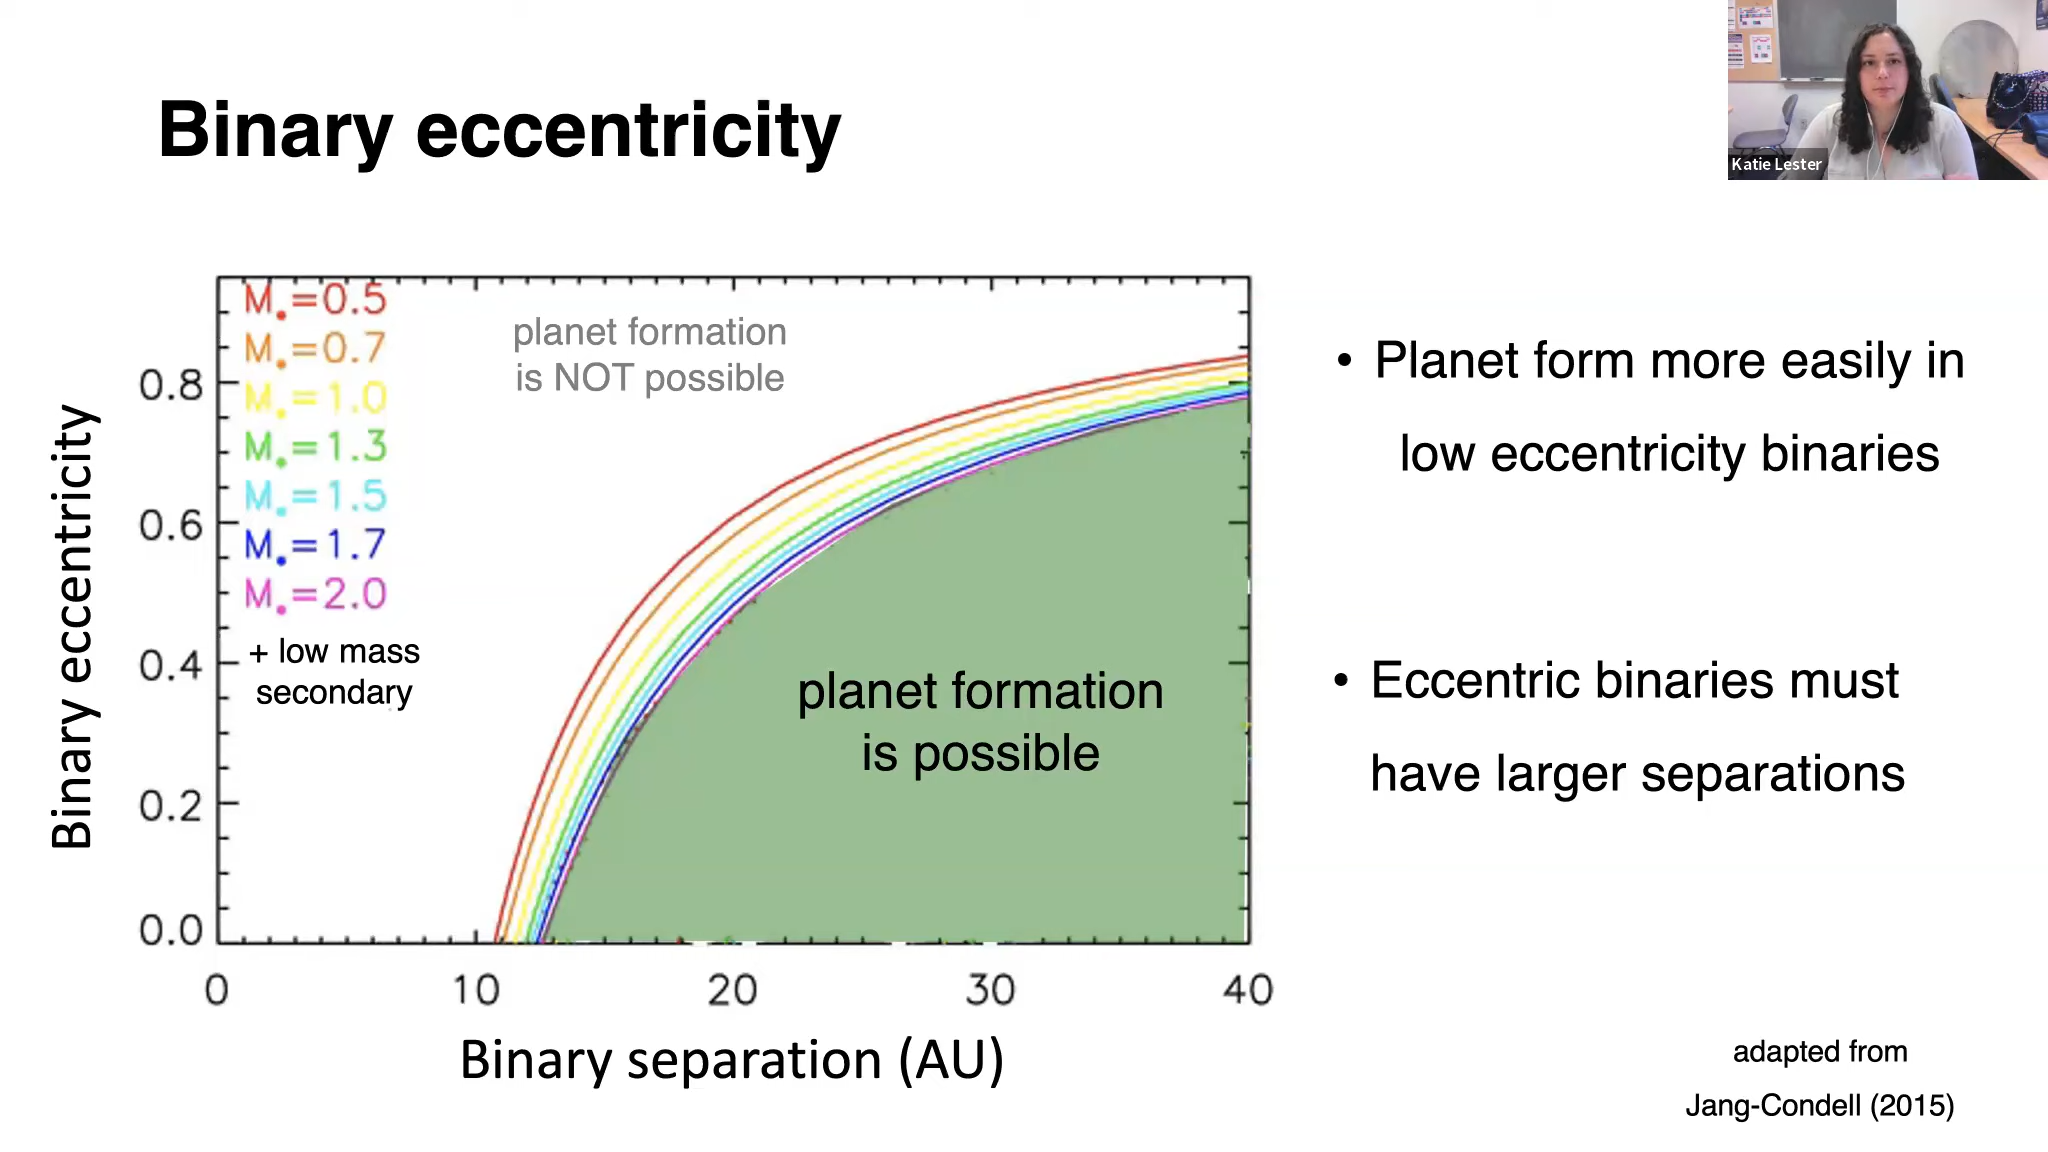 Binary eccentricity
Katie Lester
M*=0.5
M*=0.7
M*=1.0
M*=1.3
M*=1.5
M*=1.7
M*=2.0
+ low mass
secondary
planet formation
is NOT possible
planet formation
is possible
Binary eccentricity
0.8
0.6
0.4
0.2
0.0
0 10 20 30 40
Binary separation (AU)
• Planet form more easily in
low eccentricity binaries
• Eccentric binaries must
have larger separations
adapted from
Jang-Condell (2015)